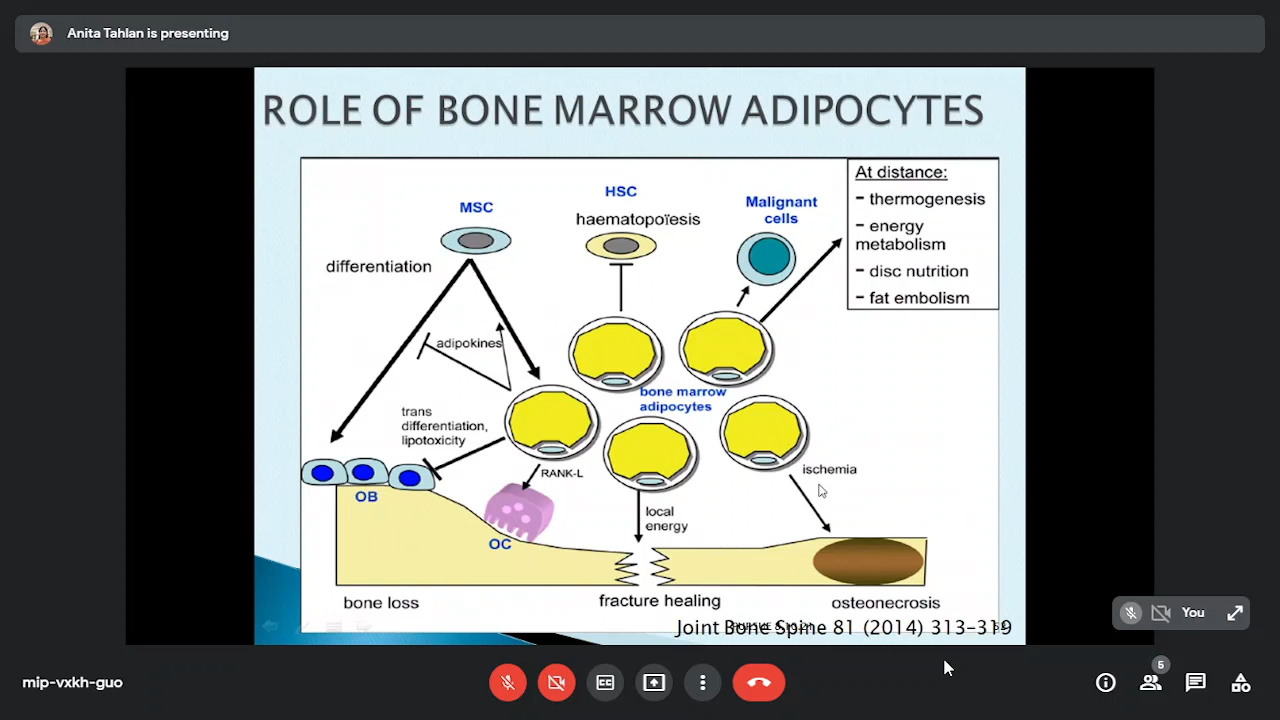 Anita Tahlan is presenting
ROLE OF BONE MARROW ADIPOCYTES
MSC
HSC
haematopoïesis
Malignant
cells
At distance:
- thermogenesis
- energy
metabolism
- disc nutrition
- fat embolism
differentiation
adipokines
bone marrow
adipocytes
trans
differentiation,
lipotoxicity
RANK-L
ischemia
OB
local
energy
OC
bone loss
fracture healing
osteonecrosis
Joint Bone Spine 81 (2014) 313-319
You
mip-vxkh-guo
CC
5